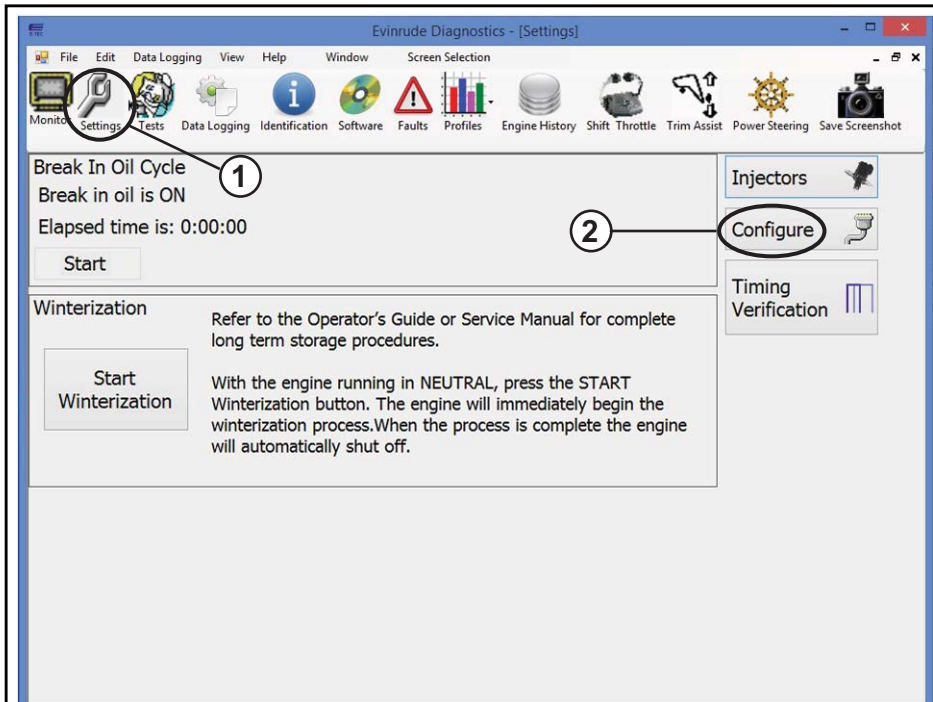 E-TEC
Evinrude Diagnostics - [Settings]
File Edit Data Logging View Help Window Screen Selection
Monitor Settings Tests Data Logging Identification Software Faults Profiles Engine History Shift Throttle Trim Assist Power Steering Save Screenshot
1
Break In Oil Cycle
Break in oil is ON
Elapsed time is: 0:00:00
Start
Injectors
2
Configure
Timing
Verification
Winterization
Start
Winterization
Refer to the Operator's Guide or Service Manual for complete
long term storage procedures.
With the engine running in NEUTRAL, press the START
Winterization button. The engine will immediately begin the
winterization process.When the process is complete the engine
will automatically shut off.